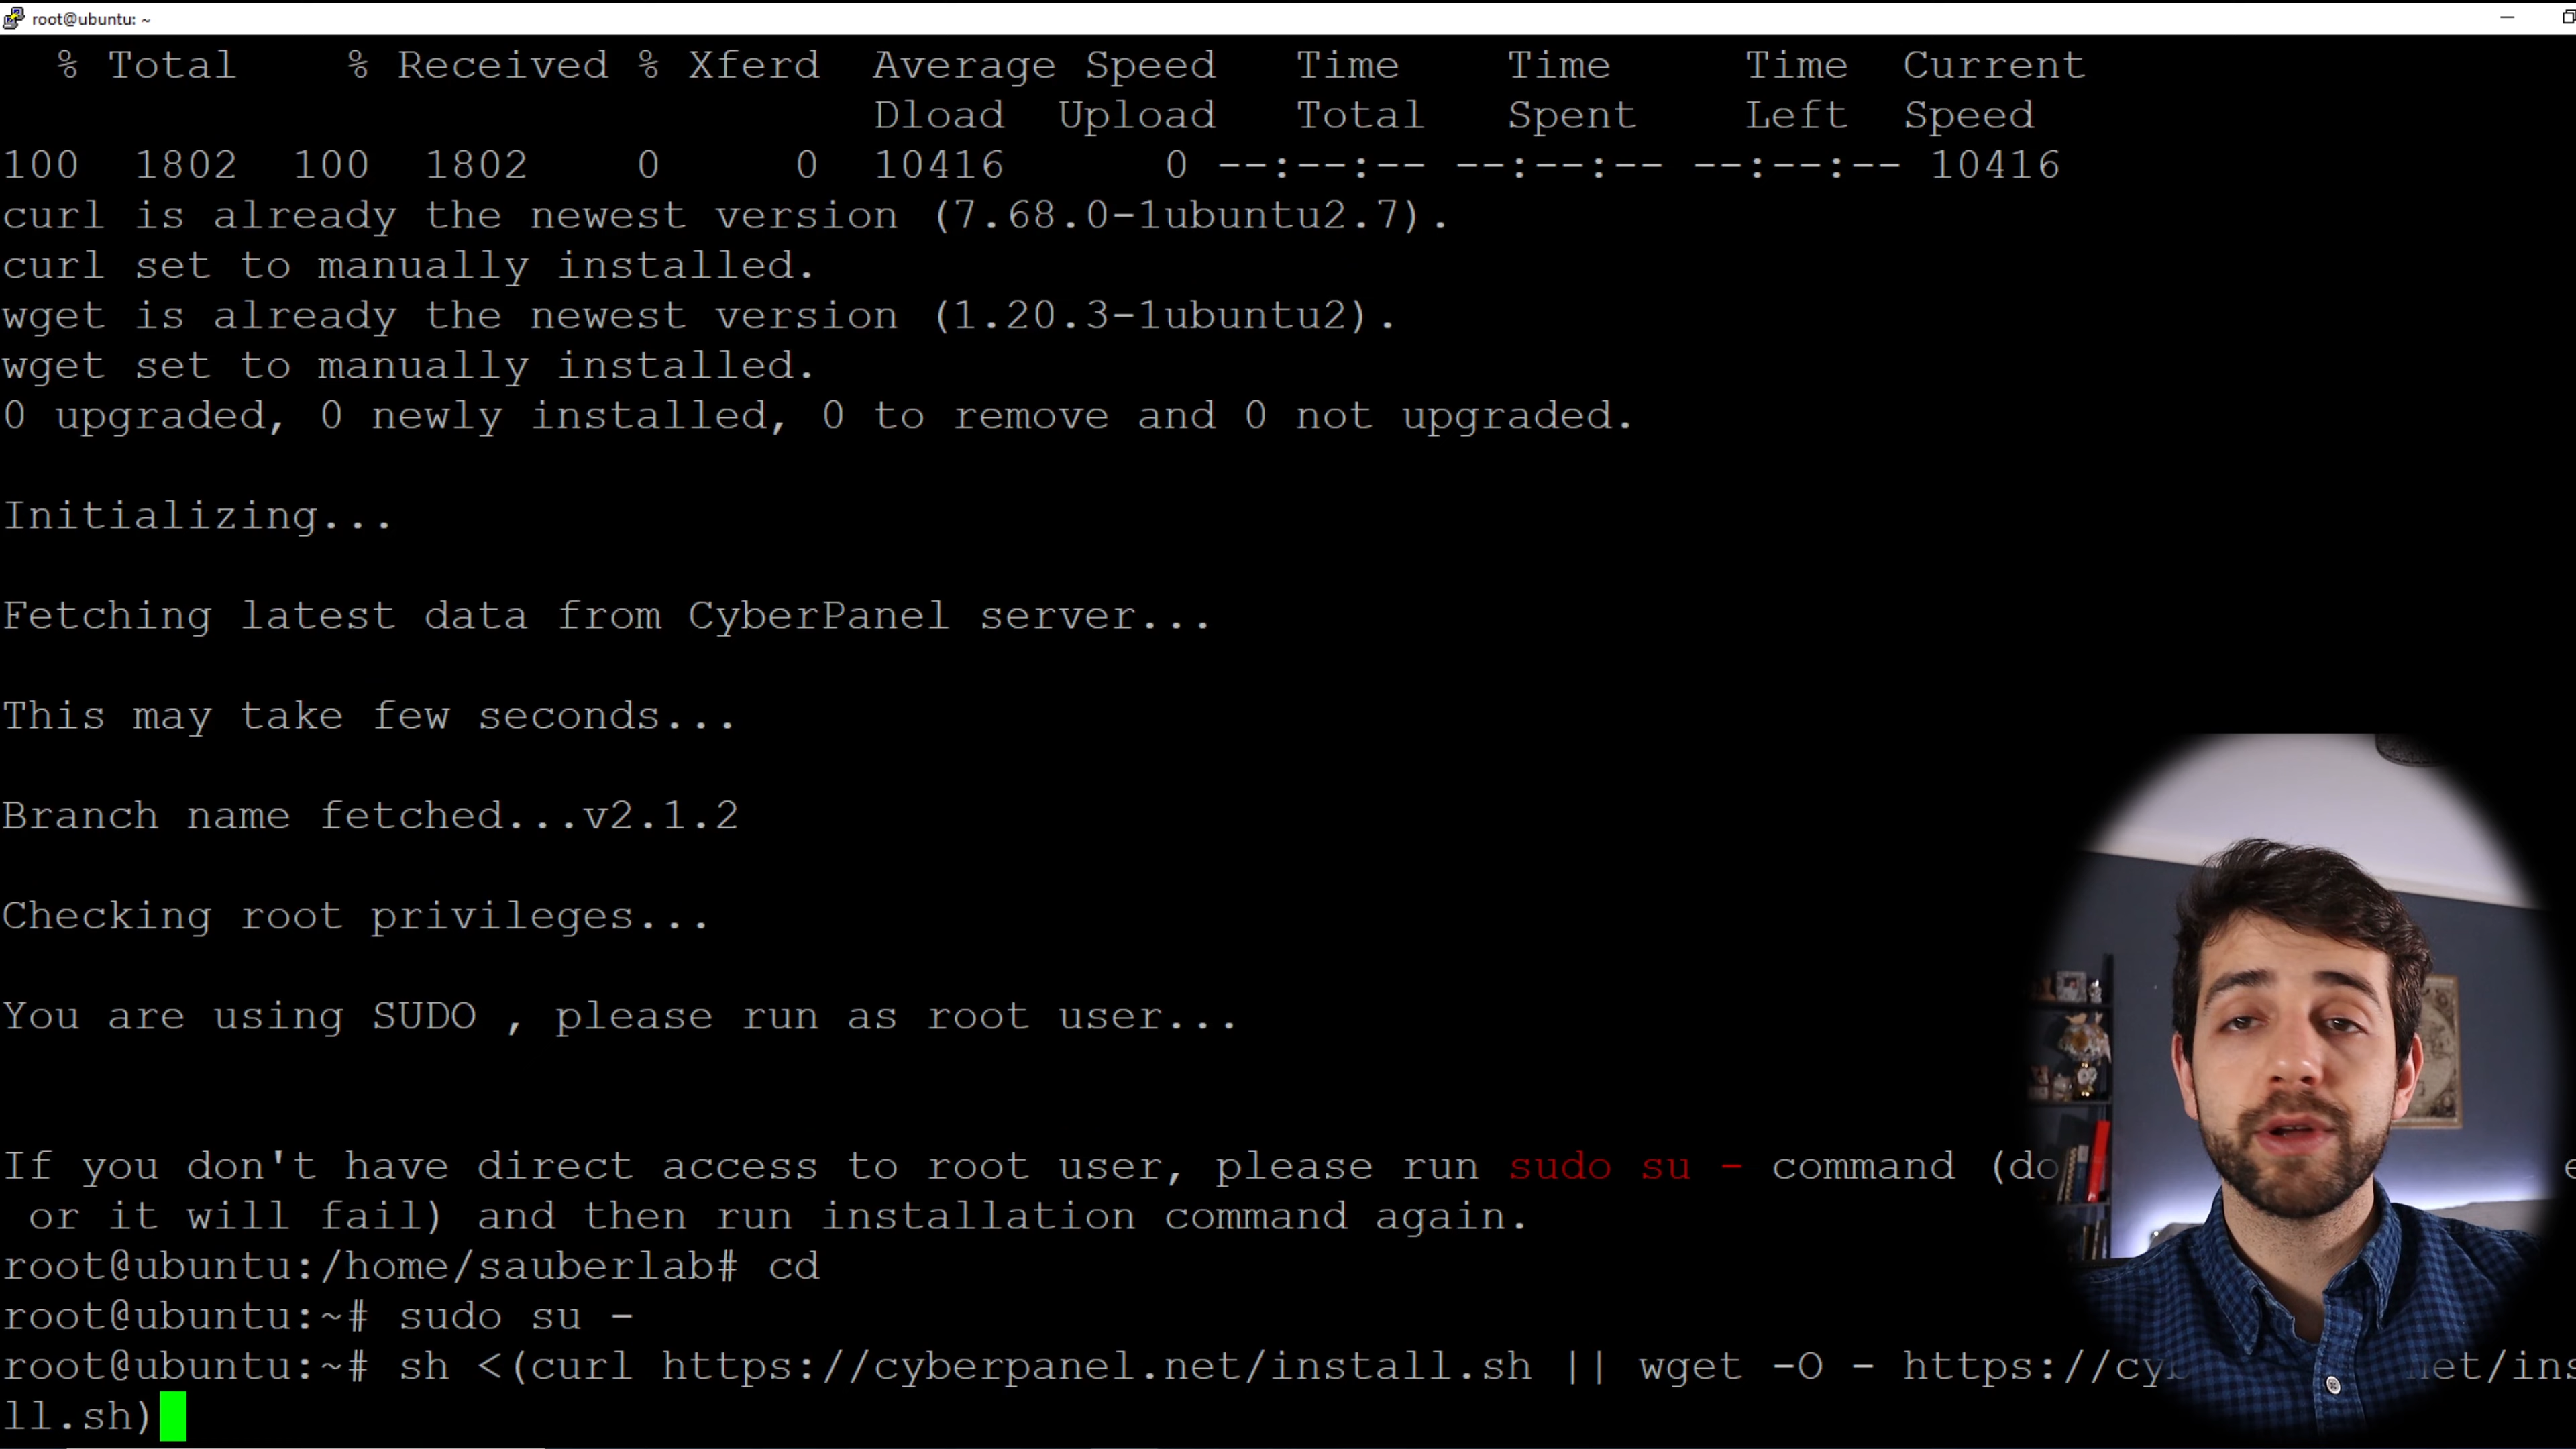 root@ubuntu: ~
% Total % Received % Xferd Average Speed Time Time Time Current
Dload Upload Total Spent Left Speed
100 1802 100 1802 0 0 10416 0 --:--:-- --:--:-- --:--:-- 10416
curl is already the newest version (7.68.0-1ubuntu2.7).
curl set to manually installed.
wget is already the newest version (1.20.3-1ubuntu2).
wget set to manually installed.
0 upgraded, 0 newly installed, 0 to remove and 0 not upgraded.
Initializing...
Fetching latest data from CyberPanel server...
This may take few seconds...
Branch name fetched...v2.1.2
Checking root privileges...
You are using SUDO , please run as root user...
If you don't have direct access to root user, please run sudo su - command (do
or it will fail) and then run installation command again.
root@ubuntu:/home/sauberlab# cd
root@ubuntu:~# sudo su -
root@ubuntu:~# sh <(curl https://cyberpanel.net/install.sh || wget -O - https://cy et/ins
ll.sh)